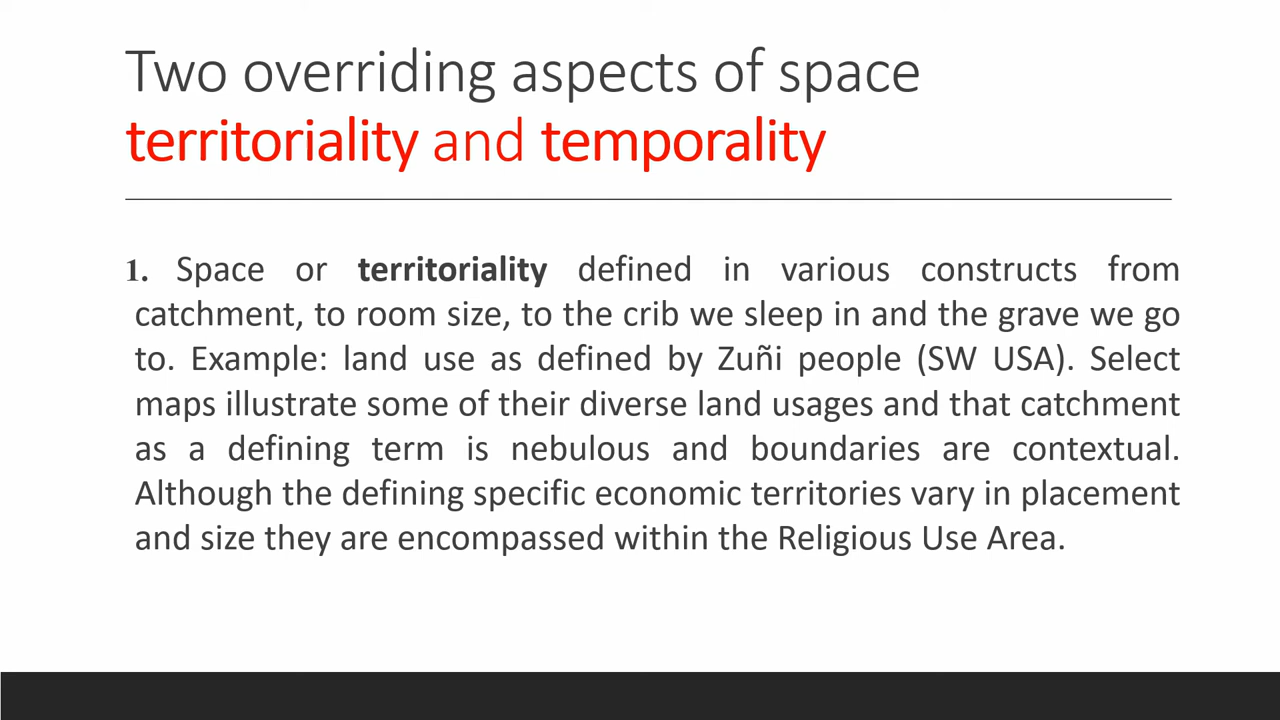 Two overriding aspects of space
territoriality and temporality
1. Space or territoriality defined in various constructs from
catchment, to room size, to the crib we sleep in and the grave we go
to. Example: land use as defined by Zuñi people (SW USA). Select
maps illustrate some of their diverse land usages and that catchment
as a defining term is nebulous and boundaries are contextual.
Although the defining specific economic territories vary in placement
and size they are encompassed within the Religious Use Area.